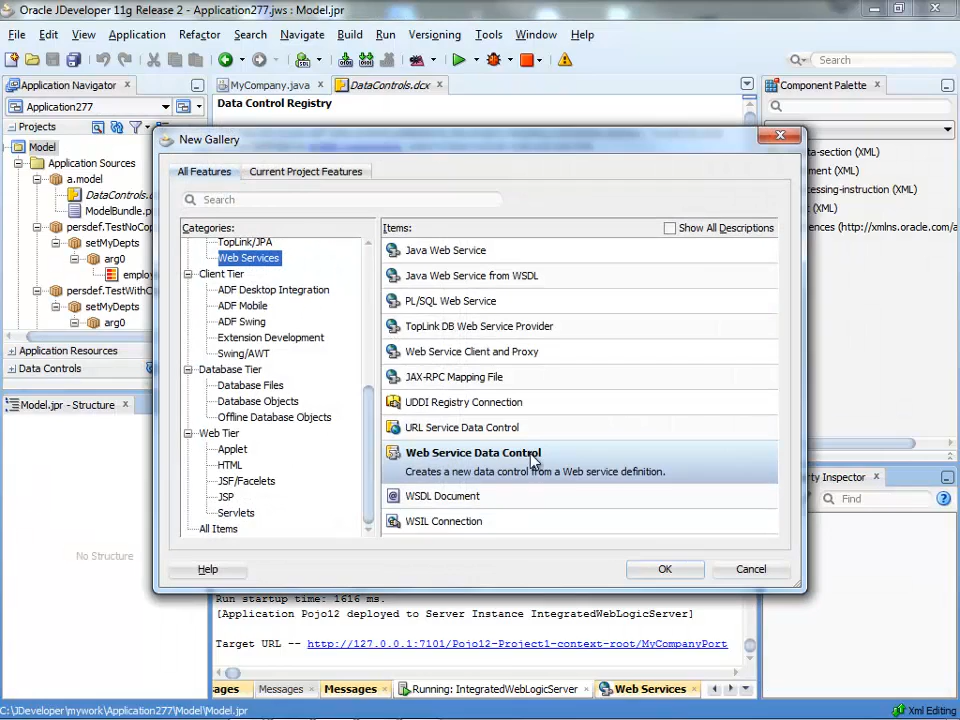 Oracle JDeveloper 11g Release 2 - Application277.jws : Model.jpr
File Edit View Application Refactor Search Navigate Build Run Versioning Tools Window Help
Search
Application Navigator
MyCompany.java
DataControls.dcx
Component Palette
Application277
Data Control Registry
Projects
New Gallery
Model
Application Sources
a.model
DataControls.d
ModelBundle.p
persdef.TestNoCo
setMyDepts
arg0
employ
persdef.TestWithC
setMyDepts
arg0
Application Resources
Data Controls
Model.jpr - Structure
No Structure
All Features
Current Project Features
Search
Categories:
TopLink/JPA
Web Services
Client Tier
ADF Desktop Integration
ADF Mobile
ADF Swing
Extension Development
Swing/AWT
Database Tier
Database Files
Database Objects
Offline Database Objects
Web Tier
Applet
HTML
JSF/Facelets
JSP
Servlets
All Items
Items:
Show All Descriptions
Java Web Service
Java Web Service from WSDL
PL/SQL Web Service
TopLink DB Web Service Provider
Web Service Client and Proxy
JAX-RPC Mapping File
UDDI Registry Connection
URL Service Data Control
Web Service Data Control
Creates a new data control from a Web service definition.
WSDL Document
WSIL Connection
Help
OK
Cancel
data-section (XML)
ment (XML)
cessing-instruction (XML)
(XML)
ences (http://xmlns.oracle.com/a
erty Inspector
Find
Run startup time: 1616 ms.
[Application Pojo12 deployed to Server Instance IntegratedWebLogicServer]
Target URL -- http://127.0.0.1:7101/Pojo12-Project1-context-root/MyCompanyPort
sages
Messages
Messages
Running: IntegratedWebLogicServer
Web Services
C:\JDeveloper\mywork\Application277\Model\Model.jpr
Xml Editing